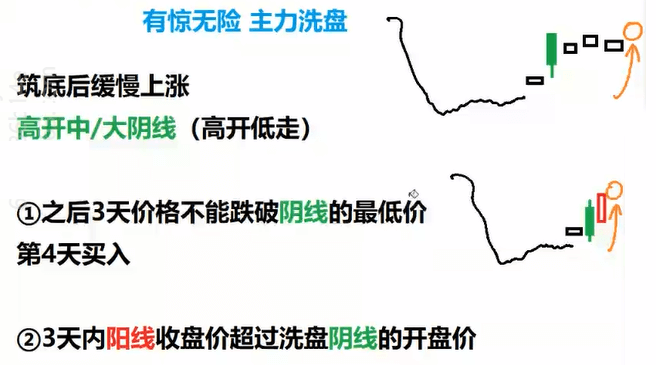 有惊无险 主力洗盘
筑底后缓慢上涨
高开中/大阴线（高开低走）
①之后3天价格不能跌破阴线的最低价
第4天买入
②3天内阳线收盘价超过洗盘阴线的开盘价